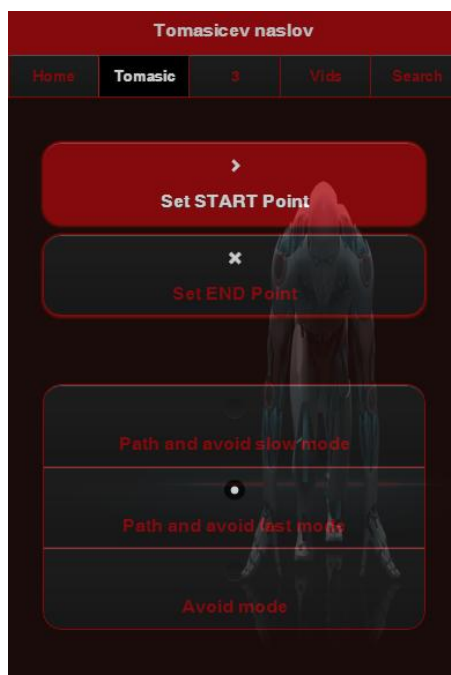 Tomasicev naslov
Home Tomasic 3 Vids Search
Set START Point
Set END Point
Path and avoid slow mode
Path and avoid fast mode
Avoid mode